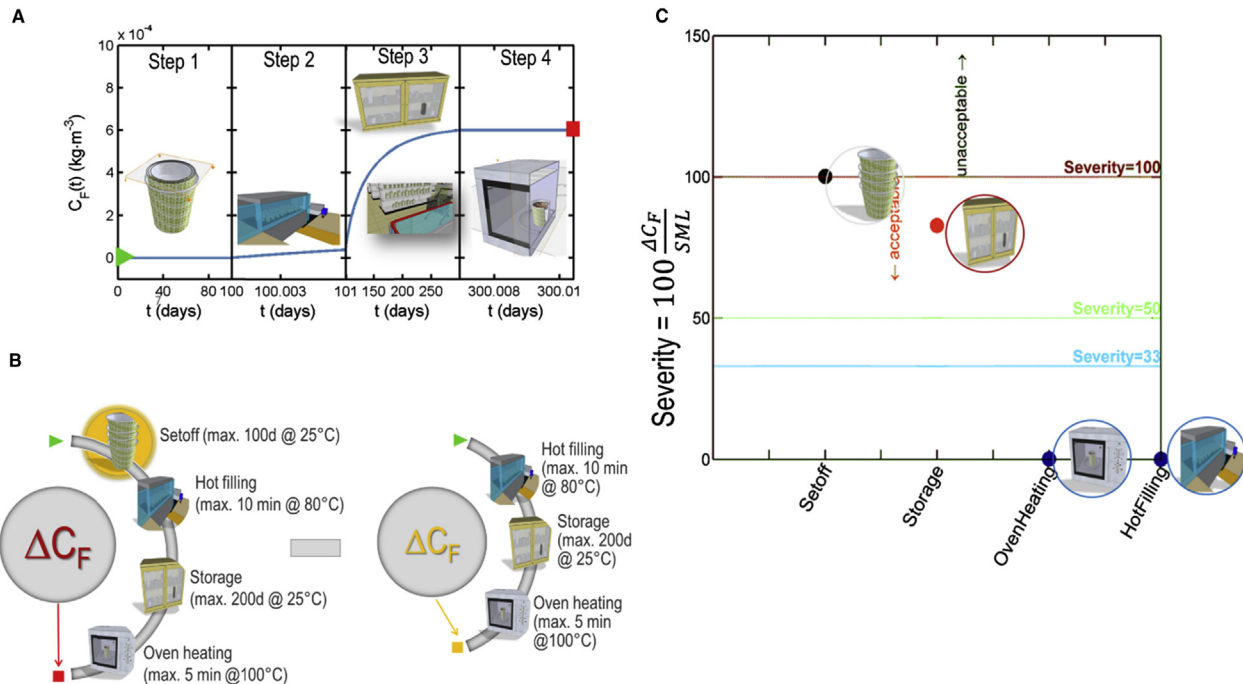 A
x 10⁻⁴
10
8
6
4
2
0
C_F(t) (kg·m⁻³)
Step 1
Step 2
Step 3
Step 4
0 40 80 100 100.003 101 150 200 250 300.008 300.01
7
t (days)
t (days)
t (days)
t (days)
B
Setoff (max. 100d @ 25°C)
Hot filling
(max. 10 min @ 80°C)
ΔC_F
Storage
(max. 200d @ 25°C)
Oven heating
(max. 5 min @100°C)
Hot filling
(max. 10 min
@ 80°C)
ΔC_F
Storage
(max. 200d
@ 25°C)
Oven heating
(max. 5 min
@100°C)
C
Severity = 100 ΔC_F / SML
150
100
50
0
unacceptable →
← acceptable
Severity=100
Severity=50
Severity=33
Setoff
Storage
OvenHeating
HotFilling